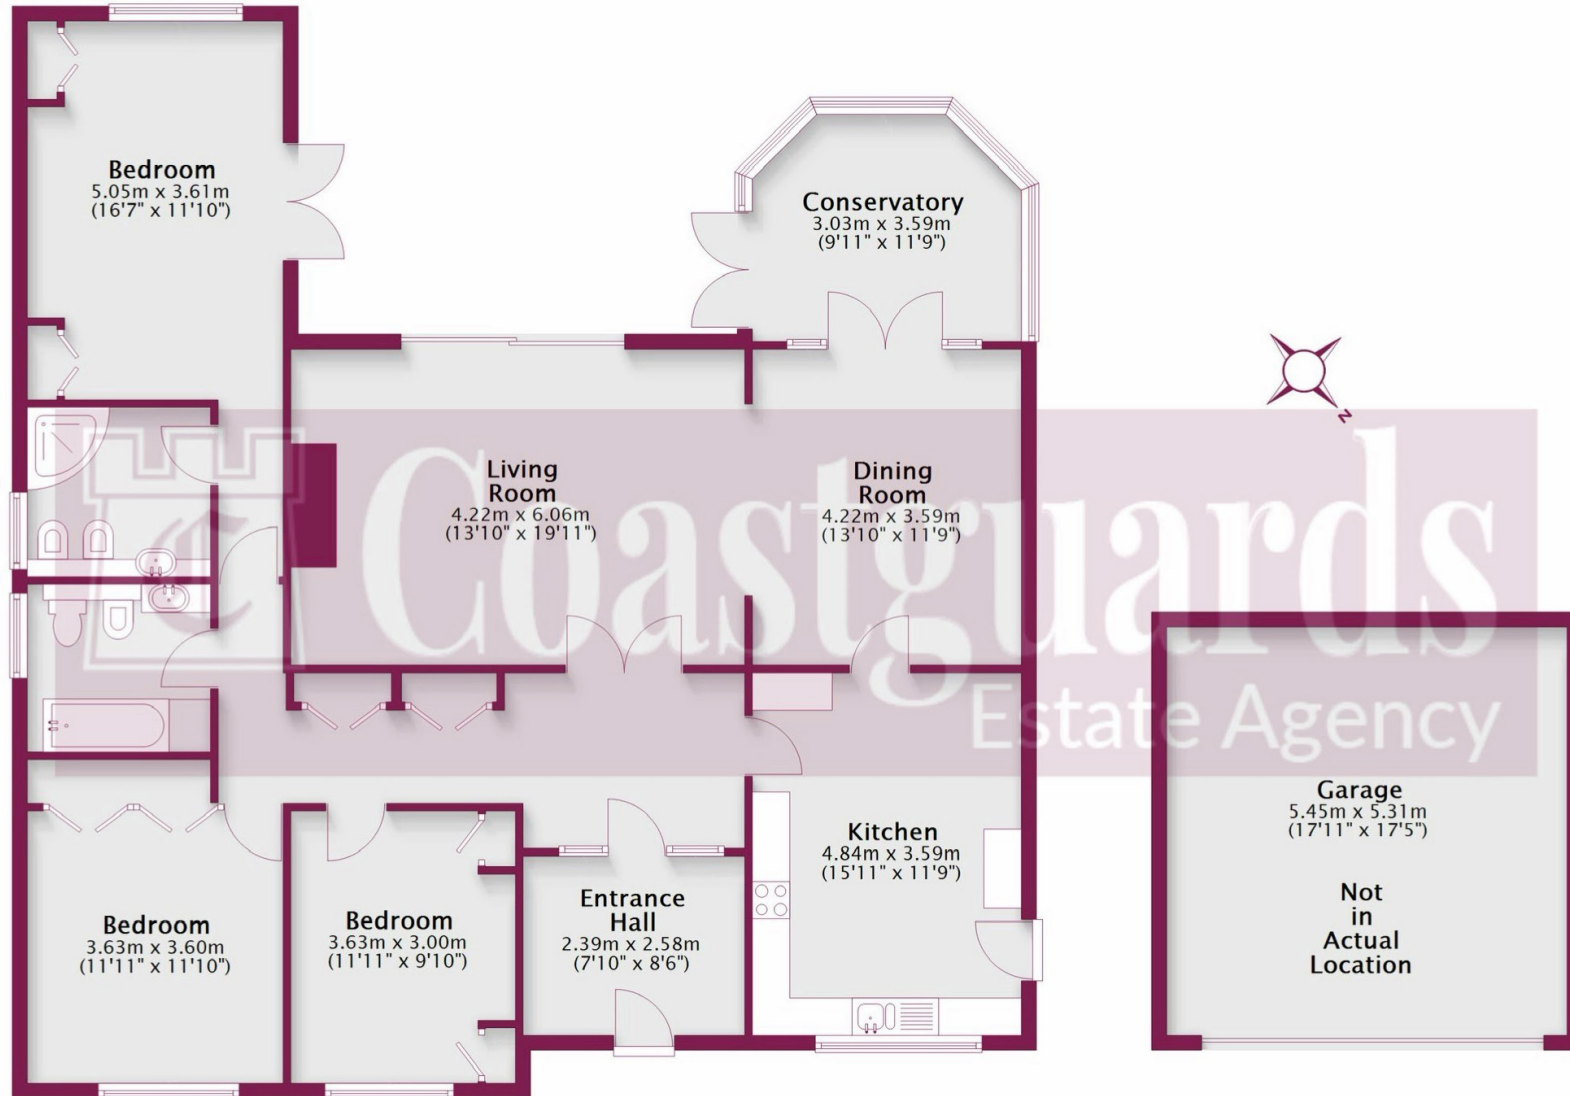 Bedroom
5.05m x 3.61m
(16'7" x 11'10")
Conservatory
3.03m x 3.59m
(9'11" x 11'9")
N
Living
Room
4.22m x 6.06m
(13'10" x 19'11")
Dining
Room
4.22m x 3.59m
(13'10" x 11'9")
C Coastguards
Estate Agency
Garage
5.45m x 5.31m
(17'11" x 17'5")
Not
in
Actual
Location
Kitchen
4.84m x 3.59m
(15'11" x 11'9")
Entrance
Hall
2.39m x 2.58m
(7'10" x 8'6")
Bedroom
3.63m x 3.60m
(11'11" x 11'10")
Bedroom
3.63m x 3.00m
(11'11" x 9'10")